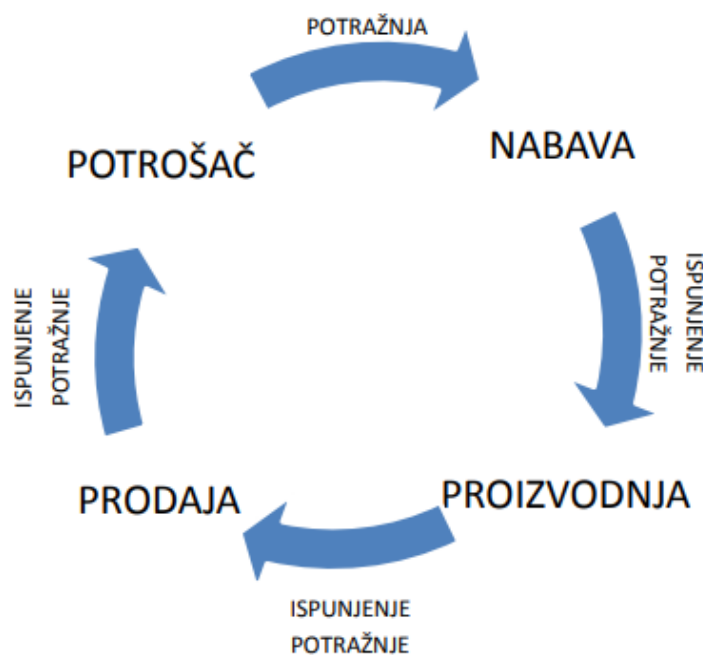 POTRAŽNJA
POTROŠAČ
NABAVA
ISPUNJENJE
POTRAŽNJE
ISPUNJENJE
POTRAŽNJE
PRODAJA
PROIZVODNJA
ISPUNJENJE
POTRAŽNJE